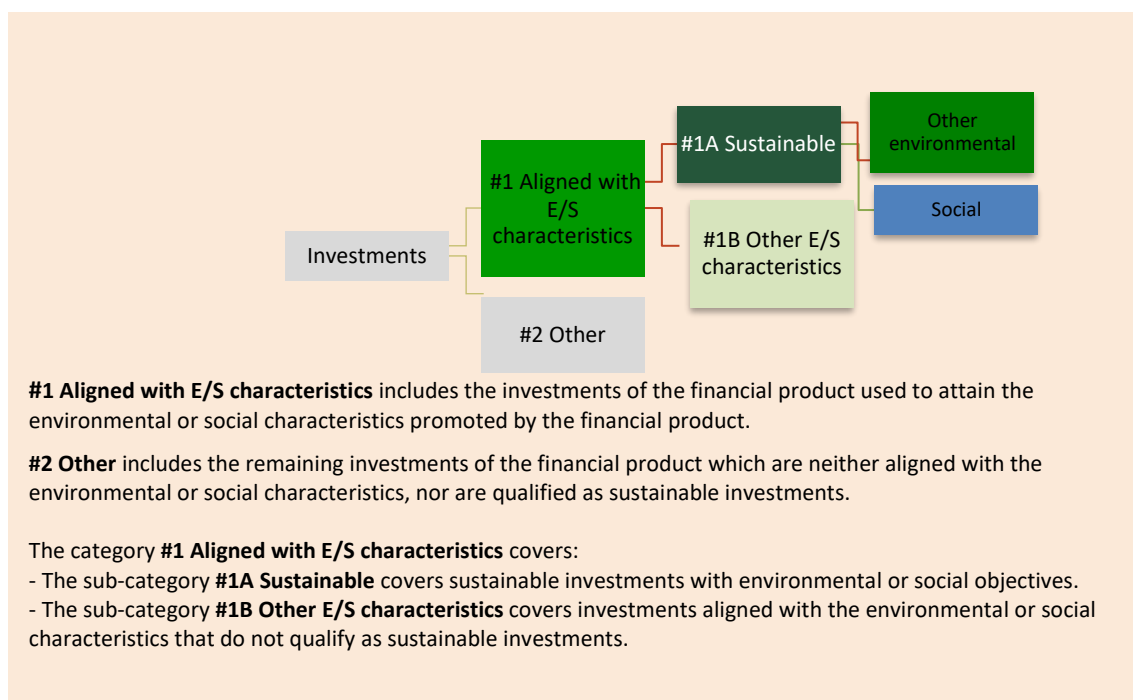 Other
environmental
#1A Sustainable
#1 Aligned with
E/S
characteristics
Social
#1B Other E/S
characteristics
Investments
#2 Other
#1 Aligned with E/S characteristics includes the investments of the financial product used to attain the
environmental or social characteristics promoted by the financial product.
#2 Other includes the remaining investments of the financial product which are neither aligned with the
environmental or social characteristics, nor are qualified as sustainable investments.
The category #1 Aligned with E/S characteristics covers:
- The sub-category #1A Sustainable covers sustainable investments with environmental or social objectives.
- The sub-category #1B Other E/S characteristics covers investments aligned with the environmental or social
characteristics that do not qualify as sustainable investments.